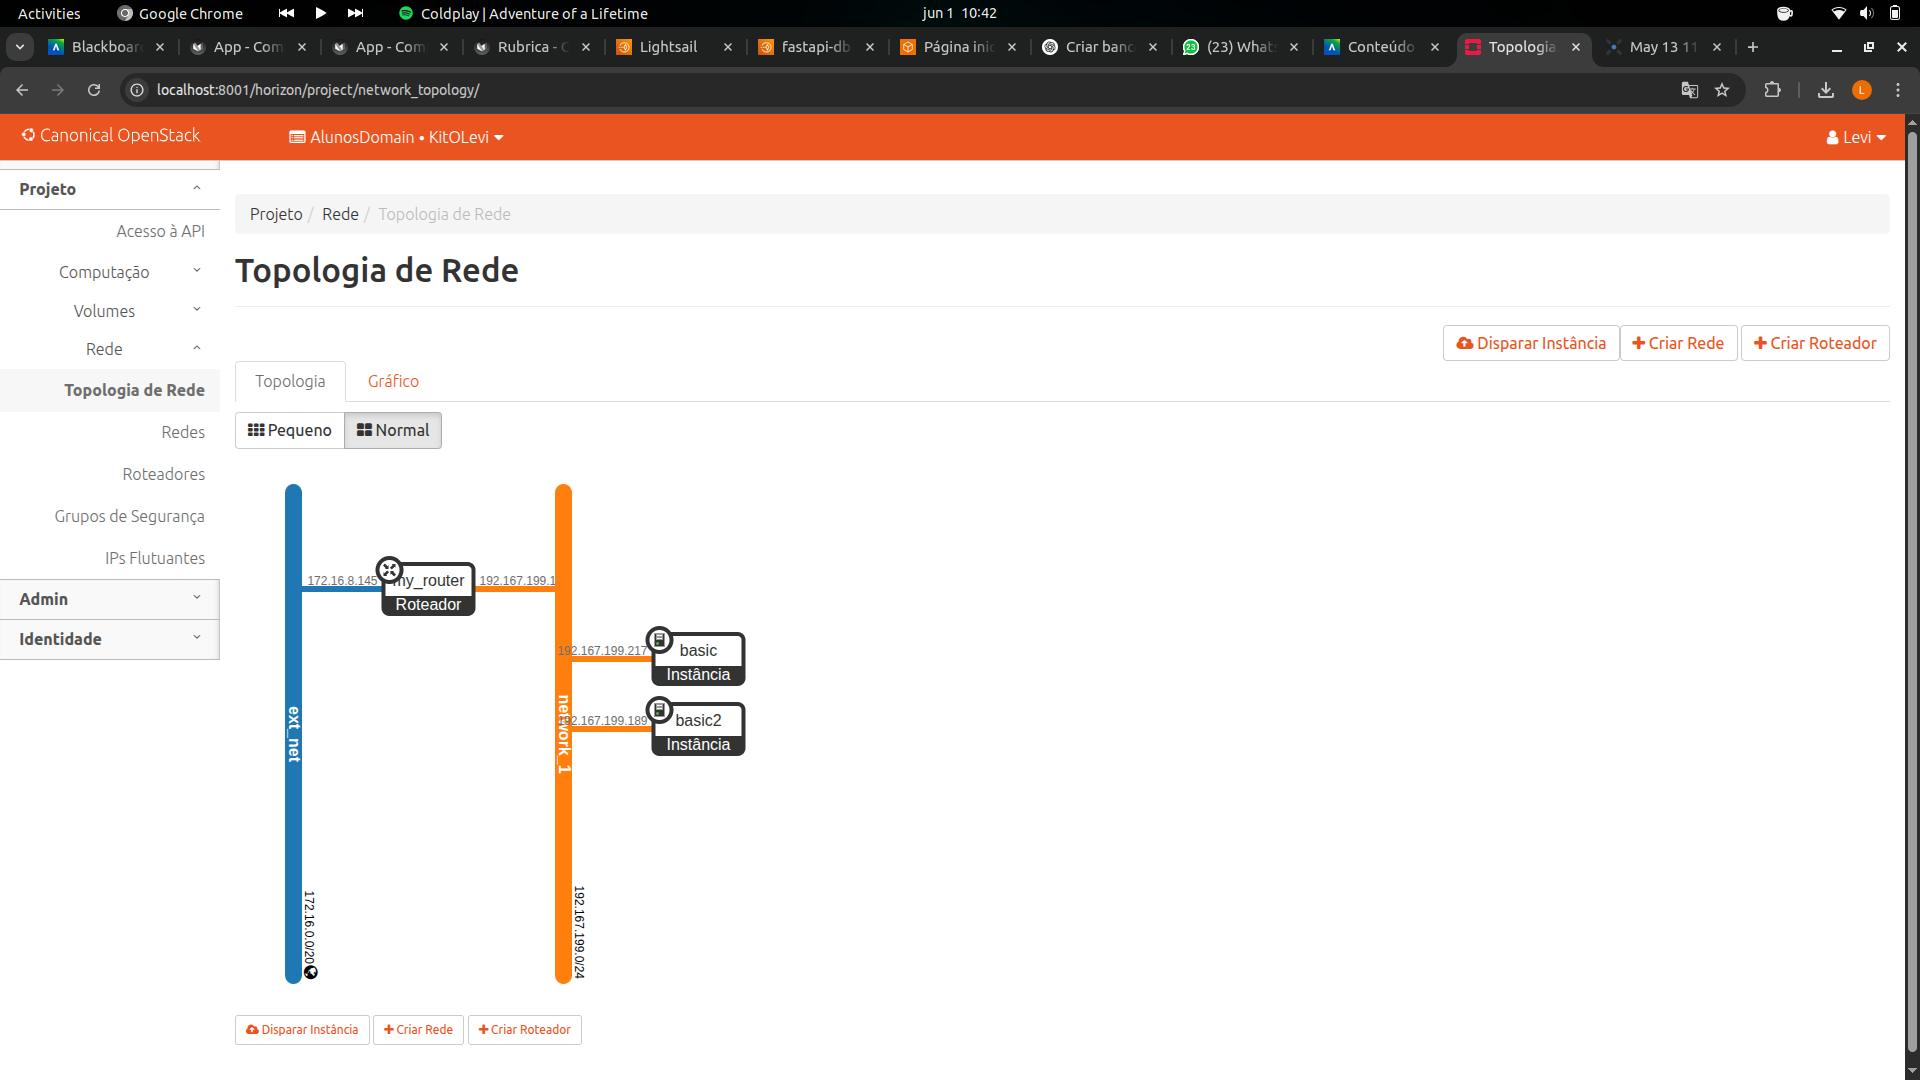 Activities Google Chrome Coldplay | Adventure of a Lifetime jun 1 10:42
Blackboar App - Com App - Com Rubrica - C Lightsail fastapi-db Página inic Criar banc (23) What Conteúdo Topologia May 13 11
localhost:8001/horizon/project/network_topology/
L
Canonical OpenStack AlunosDomain • KitOLevi Levi
Projeto
Acesso à API
Computação
Volumes
Rede
Topologia de Rede
Redes
Roteadores
Grupos de Segurança
IPs Flutuantes
Admin
Identidade
Projeto / Rede / Topologia de Rede
Topologia de Rede
Disparar Instância Criar Rede Criar Roteador
Topologia Gráfico
Pequeno Normal
172.16.8.145 my_router 192.167.199.1
Roteador
192.167.199.217 basic
Instância
192.167.199.189 basic2
Instância
ext_net
network_1
172.16.0.0/20
192.167.199.0/24
Disparar Instância Criar Rede Criar Roteador